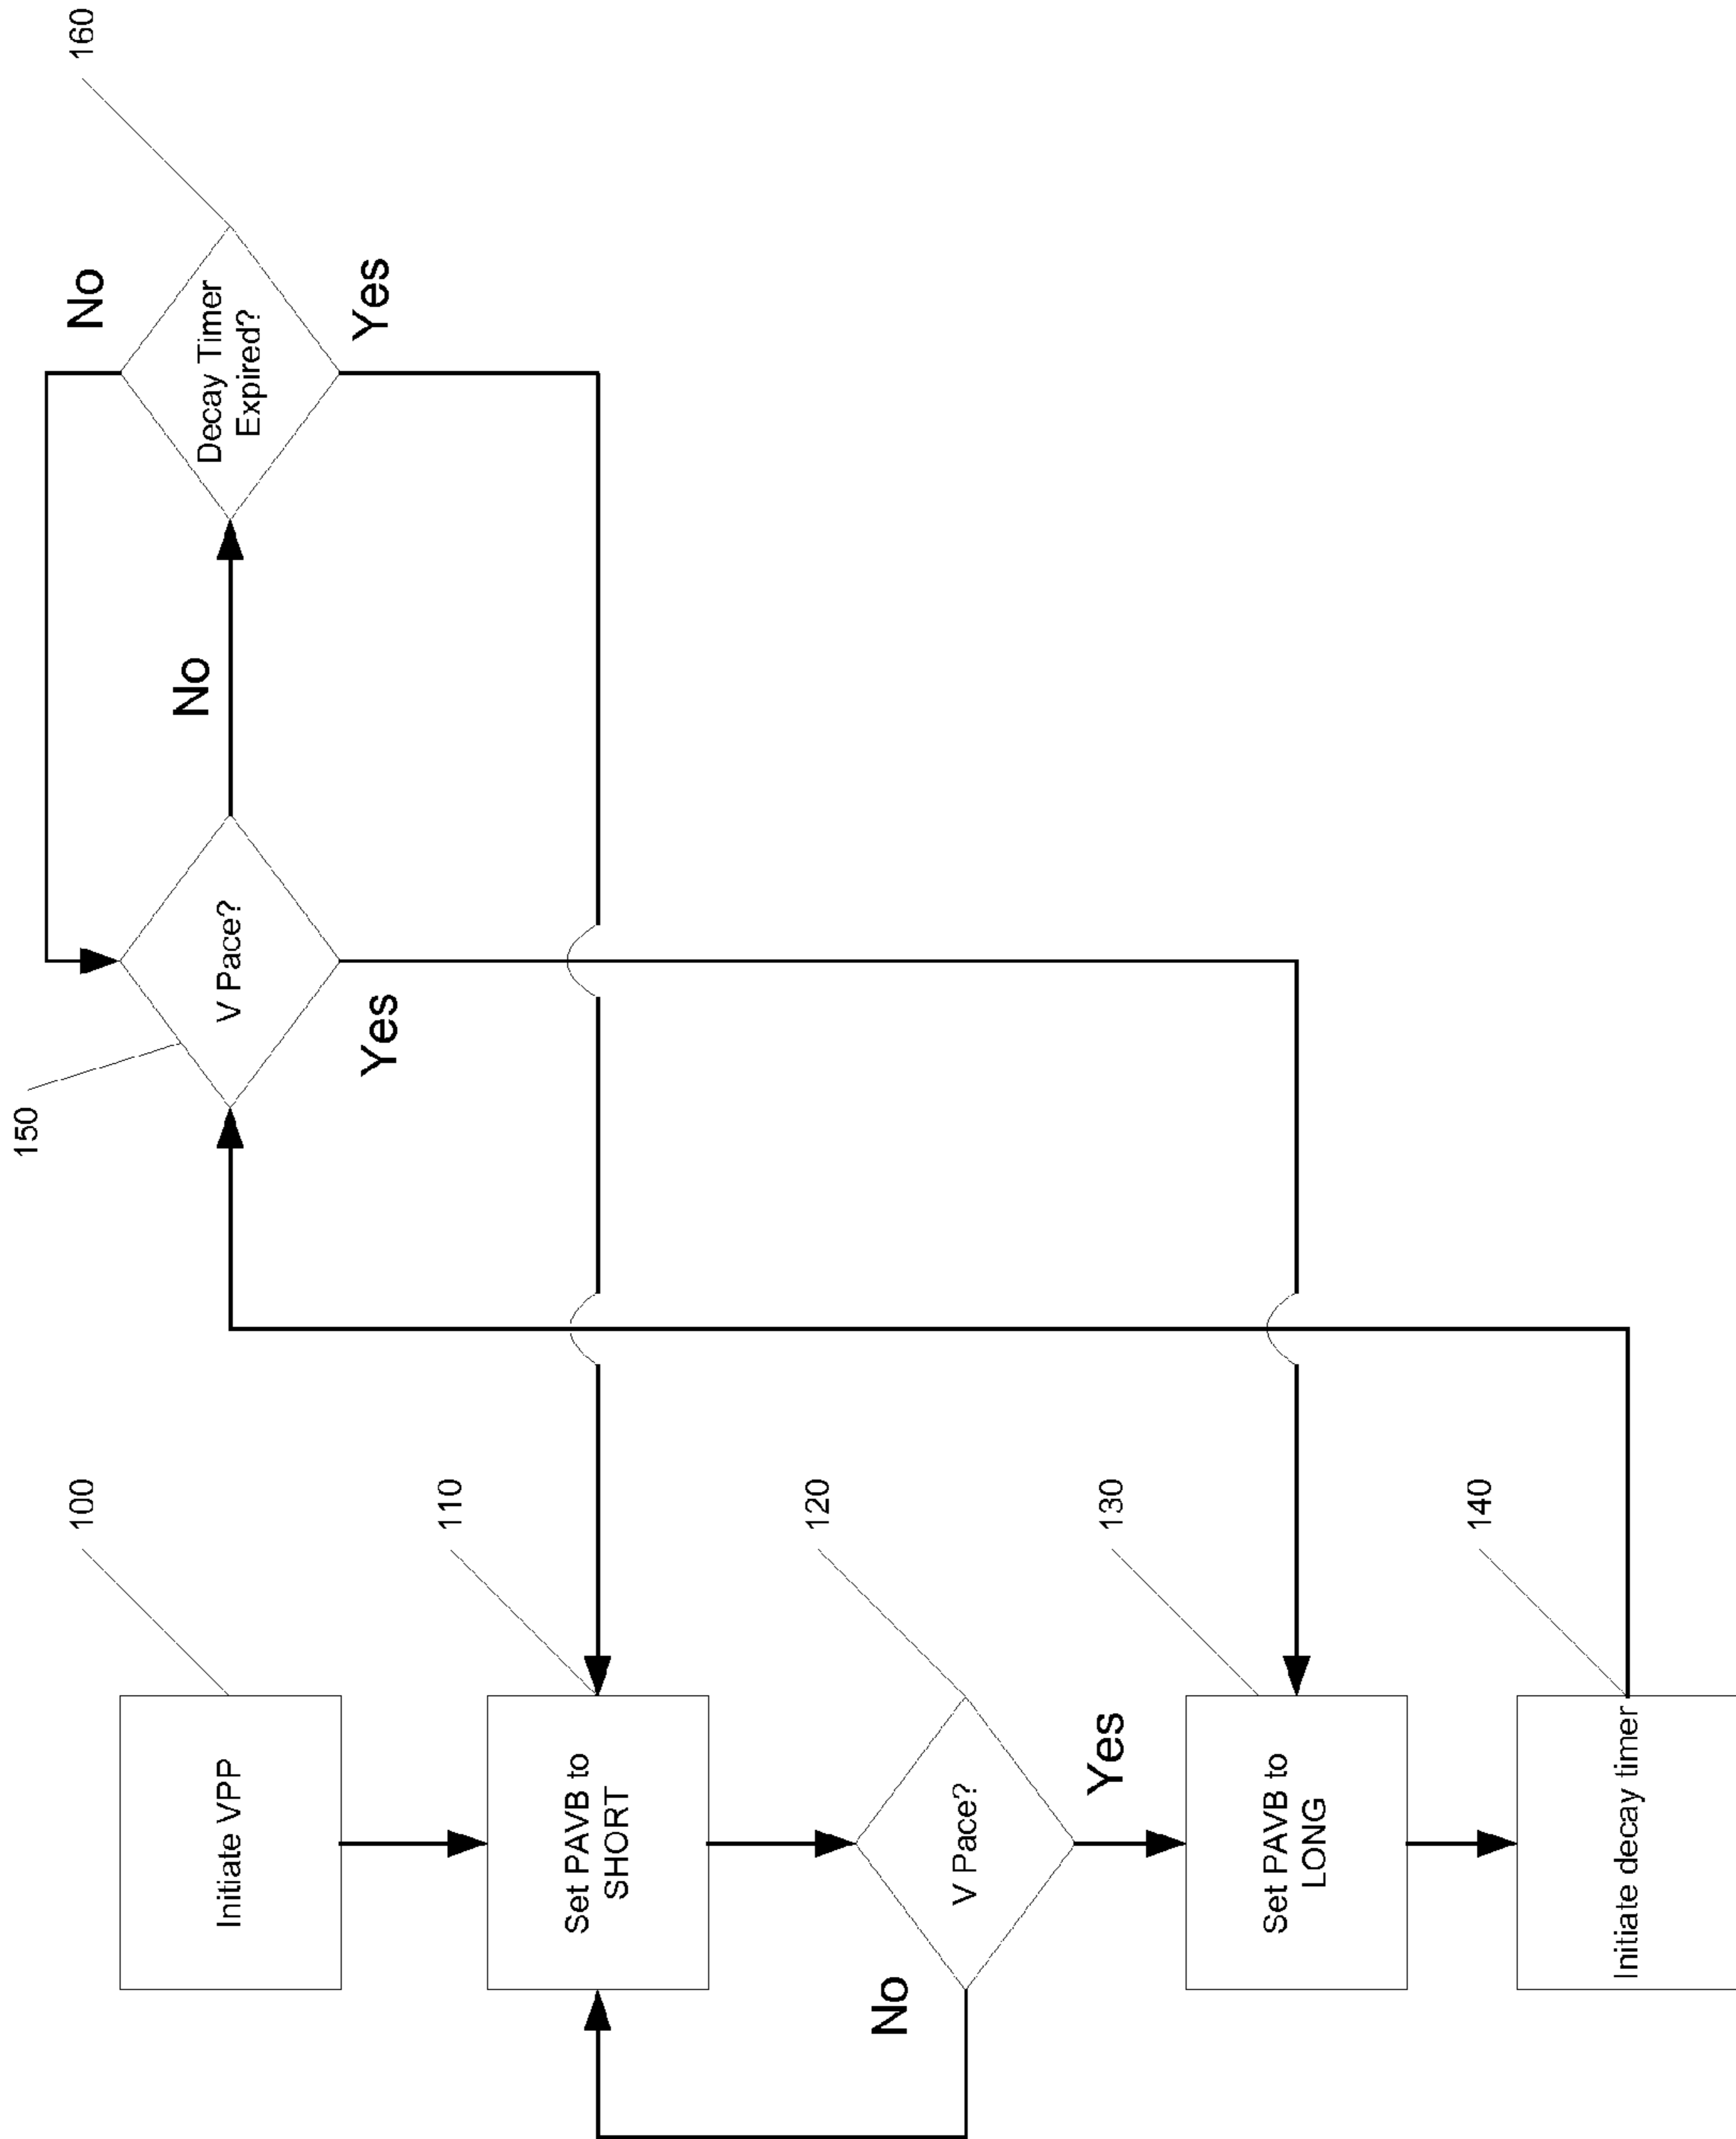 Initiate VPP
100
Set PAVB to
SHORT
110
V Pace?
120
No
Yes
Set PAVB to
LONG
130
Initiate decay timer
140
V Pace?
150
No
Yes
Decay Timer
Expired?
160
No
Yes